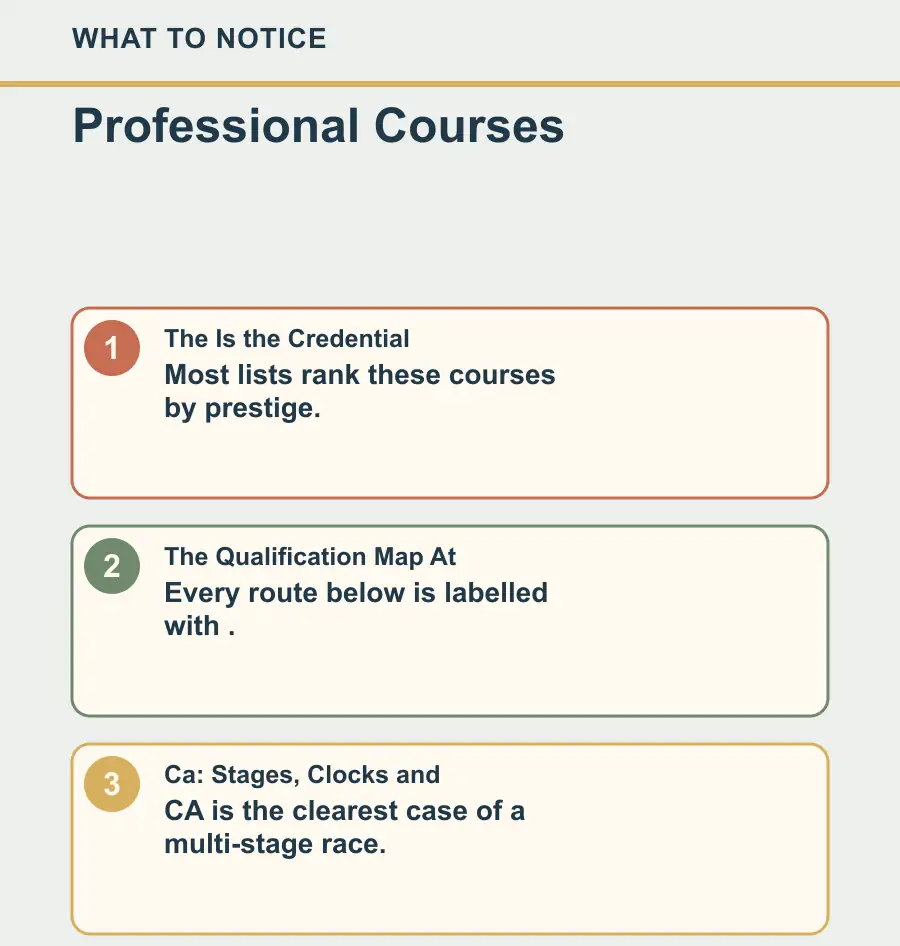 WHAT TO NOTICE
Professional Courses
1
The Is the Credential
Most lists rank these courses
by prestige.
2
The Qualification Map At
Every route below is labelled
with .
3
Ca: Stages, Clocks and
CA is the clearest case of a
multi-stage race.